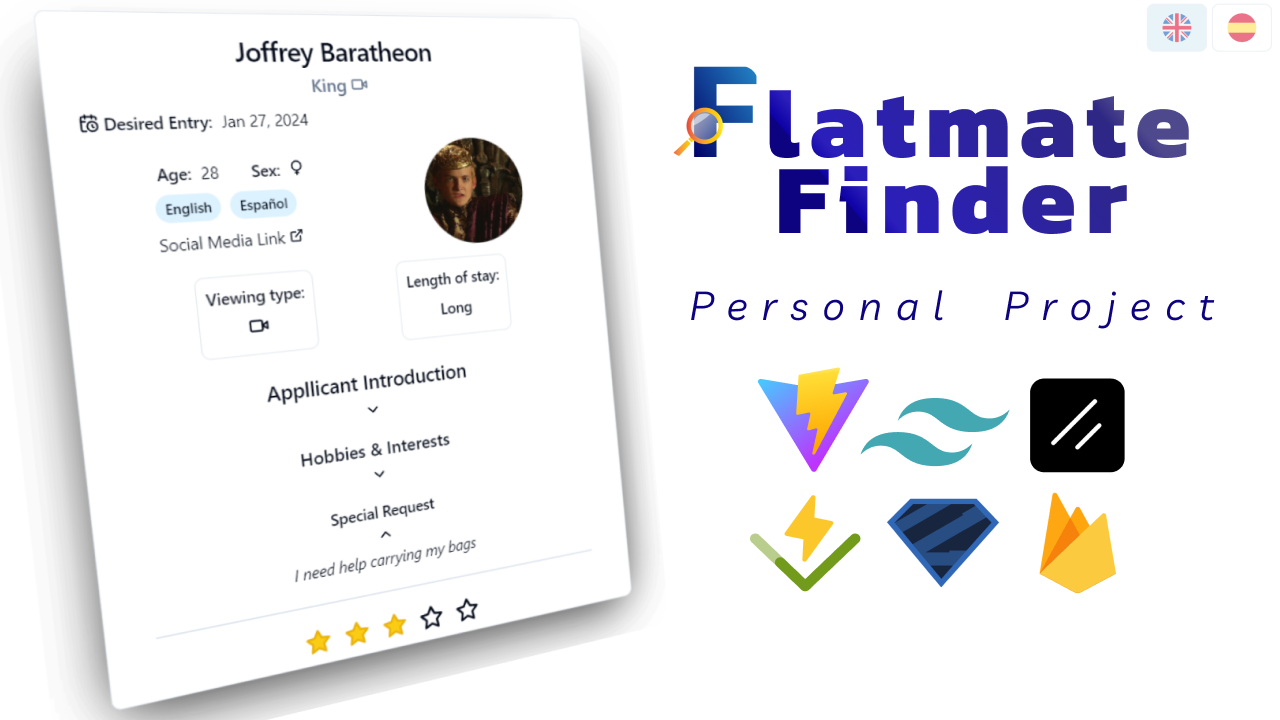 Joffrey Baratheon
King
Desired Entry: Jan 27, 2024
Age: 28 Sex: ♀
English Español
Social Media Link
Viewing type:
Length of stay:
Long
Appllicant Introduction
Hobbies & Interests
Special Request
I need help carrying my bags
Flatmate
Finder
Personal Project